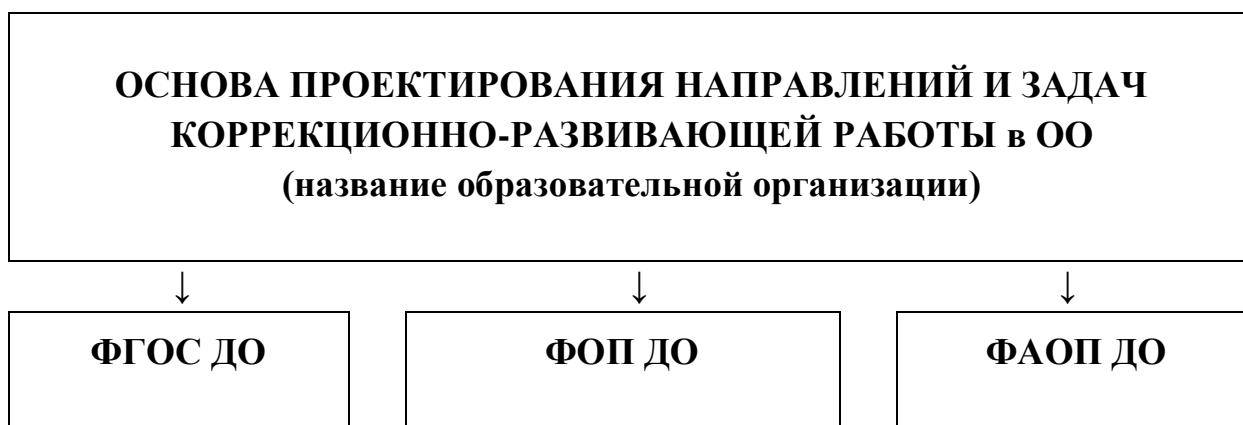 ОСНОВА ПРОЕКТИРОВАНИЯ НАПРАВЛЕНИЙ И ЗАДАЧ
КОРРЕКЦИОННО-РАЗВИВАЮЩЕЙ РАБОТЫ в ОО
(название образовательной организации)
↓ ↓ ↓
ФГОС ДО ФОП ДО ФАОП ДО